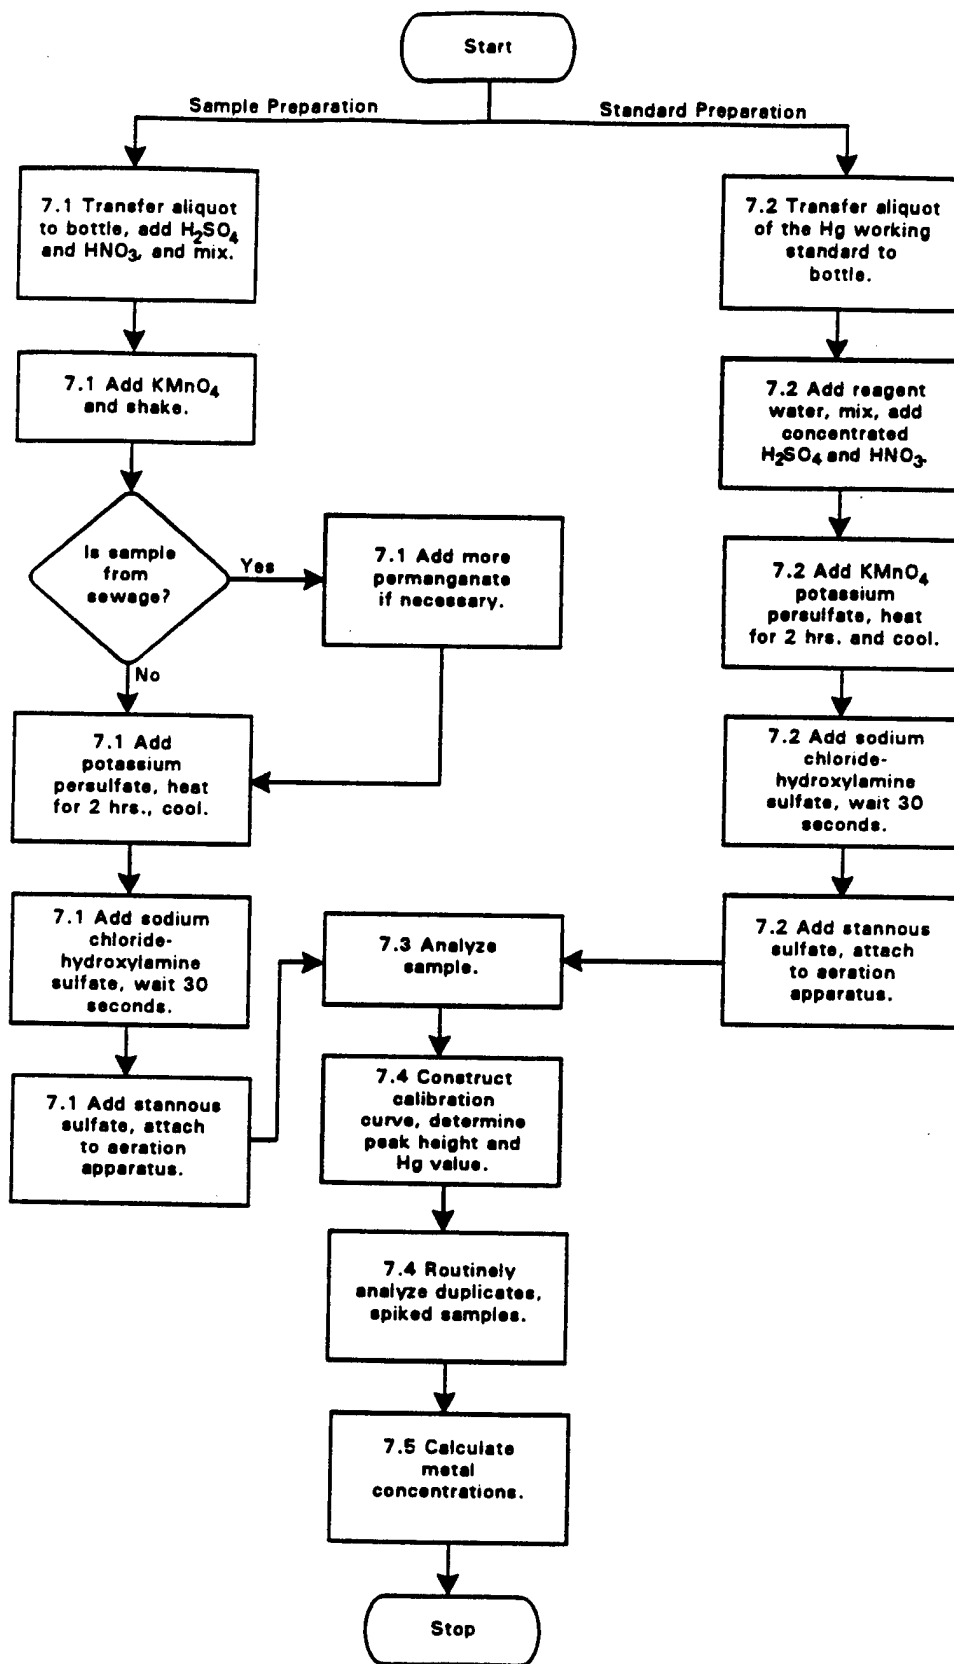 Start
Sample Preparation
Standard Preparation
7.1 Transfer aliquot
to bottle, add H₂SO₄
and HNO₃, and mix.
7.2 Transfer aliquot
of the Hg working
standard to
bottle.
7.1 Add KMnO₄
and shake.
7.2 Add reagent
water, mix, add
concentrated
H₂SO₄ and HNO₃.
Is sample
from
sewage?
Yes
No
7.1 Add more
permanganate
if necessary.
7.2 Add KMnO₄
potassium
persulfate, heat
for 2 hrs. and cool.
7.1 Add
potassium
persulfate, heat
for 2 hrs., cool.
7.2 Add sodium
chloride-
hydroxylamine
sulfate, wait 30
seconds.
7.1 Add sodium
chloride-
hydroxylamine
sulfate, wait 30
seconds.
7.3 Analyze
sample.
7.2 Add stannous
sulfate, attach
to aeration
apparatus.
7.1 Add stannous
sulfate, attach
to aeration
apparatus.
7.4 Construct
calibration
curve, determine
peak height and
Hg value.
7.4 Routinely
analyze duplicates,
spiked samples.
7.5 Calculate
metal
concentrations.
Stop